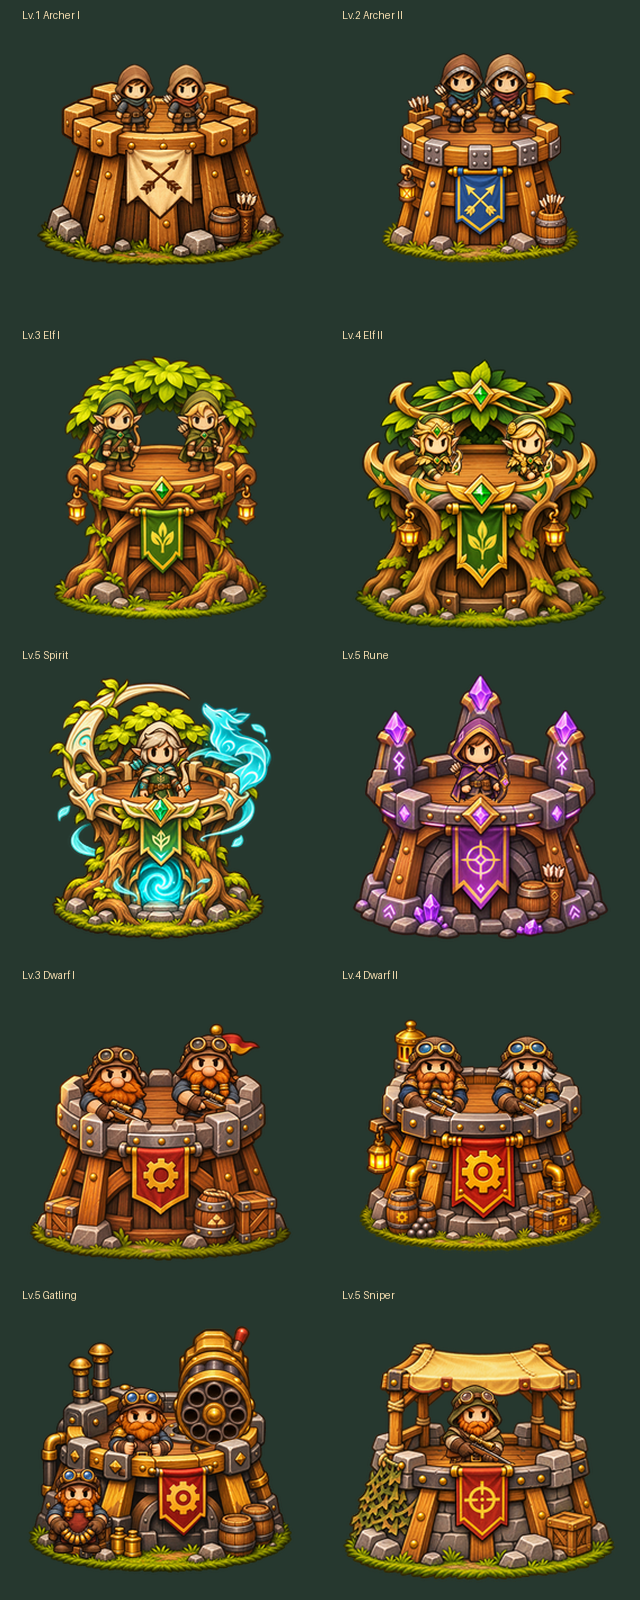 Lv.1 Archer I
Lv.2 Archer II
Lv.3 Elf I
Lv.4 Elf II
Lv.5 Spirit
Lv.5 Rune
Lv.3 Dwarf I
Lv.4 Dwarf II
Lv.5 Gatling
Lv.5 Sniper